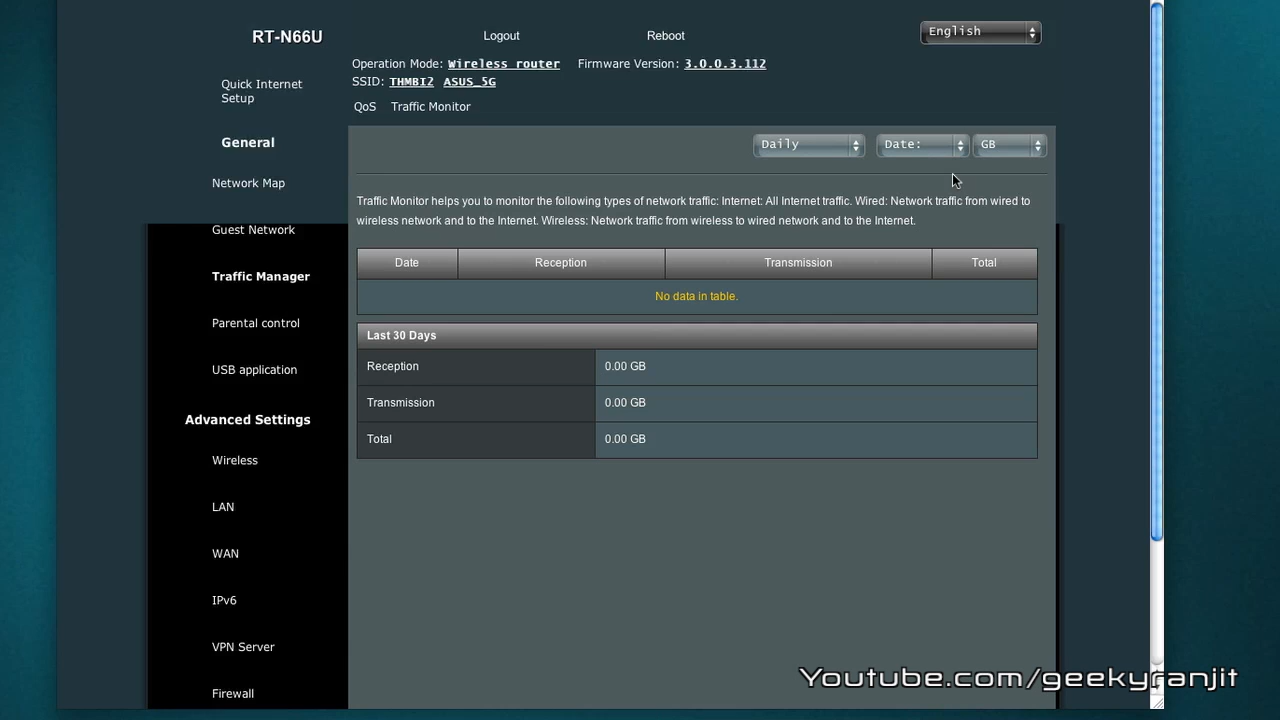 RT-N66U
Logout
Reboot
English
Operation Mode: Wireless router Firmware Version: 3.0.0.3.112
SSID: THMBI2 ASUS_5G
Quick Internet
Setup
QoS Traffic Monitor
General
Daily
Date:
GB
Network Map
Traffic Monitor helps you to monitor the following types of network traffic: Internet: All Internet traffic. Wired: Network traffic from wired to
wireless network and to the Internet. Wireless: Network traffic from wireless to wired network and to the Internet.
Guest Network
Date Reception Transmission Total
Traffic Manager
No data in table.
Parental control
Last 30 Days
Reception 0.00 GB
USB application
Transmission 0.00 GB
Advanced Settings
Total 0.00 GB
Wireless
LAN
WAN
IPv6
VPN Server
Firewall
Youtube.com/geekyranjit